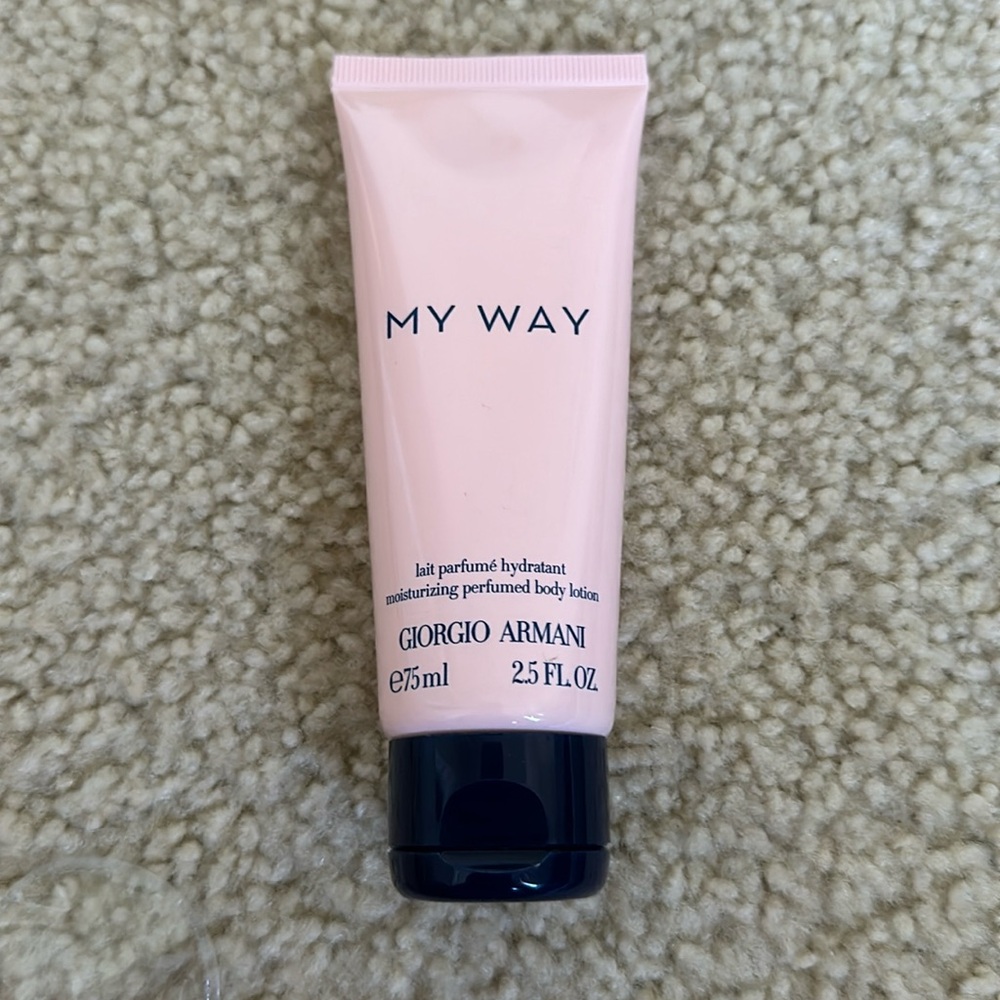 MY WAY
lait parfumé hydratant
moisturizing perfumed body lotion
GIORGIO ARMANI
℮75ml 2.5 FL. OZ.